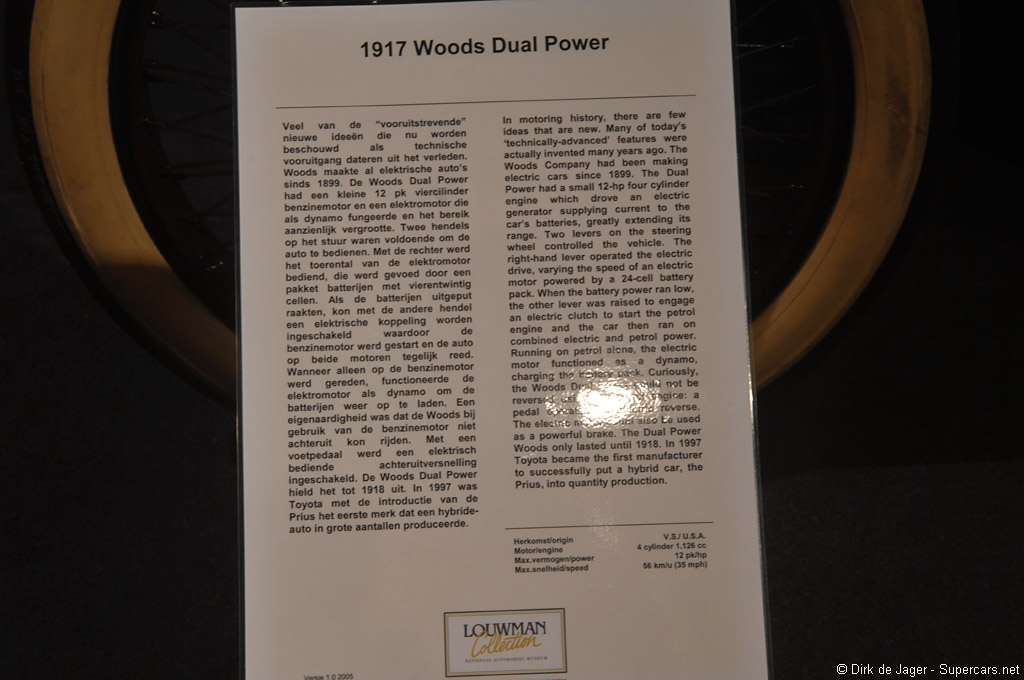 1917 Woods Dual Power
Veel van de "vooruitstrevende"
nieuwe ideeën die nu worden
beschouwd als technische
vooruitgang dateren uit het verleden.
Woods maakte al elektrische auto's
sinds 1899. De Woods Dual Power
had een kleine 12 pk viercilinder
benzinemotor en een elektromotor die
als dynamo fungeerde en het bereik
aanzienlijk vergrootte. Twee hendels
op het stuur waren voldoende om de
auto te bedienen. Met de rechter werd
het toerental van de elektromotor
bediend, die werd gevoed door een
pakket batterijen met vierentwintig
cellen. Als de batterijen uitgeput
raakten, kon met de andere hendel
een elektrische koppeling worden
ingeschakeld waardoor de
benzinemotor werd gestart en de auto
op beide motoren tegelijk reed.
Wanneer alleen op de benzinemotor
werd gereden, functioneerde de
elektromotor als dynamo om de
batterijen weer op te laden. Een
eigenaardigheid was dat de Woods bij
gebruik van de benzinemotor niet
achteruit kon rijden. Met een
voetpedaal werd een elektrisch
bediende achteruitversnelling
ingeschakeld. De Woods Dual Power
hield het tot 1918 uit. In 1997 was
Toyota met de introductie van de
Prius het eerste merk dat een hybride-
auto in grote aantallen produceerde.
In motoring history, there are few
ideas that are new. Many of today's
'technically-advanced' features were
actually invented many years ago. The
Woods Company had been making
electric cars since 1899. The Dual
Power had a small 12-hp four cylinder
engine which drove an electric
generator supplying current to the
car's batteries, greatly extending its
range. Two levers on the steering
wheel controlled the vehicle. The
right-hand lever operated the electric
drive, varying the speed of an electric
motor powered by a 24-cell battery
pack. When the battery power ran low,
the other lever was raised to engage
an electric clutch to start the petrol
engine and the car then ran on
combined electric and petrol power.
Running on petrol alone, the electric
motor functioned as a dynamo,
charging the battery pack. Curiously,
the Woods Dual could not be
reversed engine: a
pedal reverse.
The electric also be used
as a powerful brake. The Dual Power
Woods only lasted until 1918. In 1997
Toyota became the first manufacturer
to successfully put a hybrid car, the
Prius, into quantity production.
Herkomst/origin V.S./ U.S.A.
Motor/engine 4 cylinder 1.126 cc
Max.vermogen/power 12 pk/hp
Max.snelheid/speed 56 km/u (35 mph)
LOUWMAN
Collection
NATIONAAL AUTOMOBIEL MUSEUM
Versie 1.0 2005
© Dirk de Jager - Supercars.net